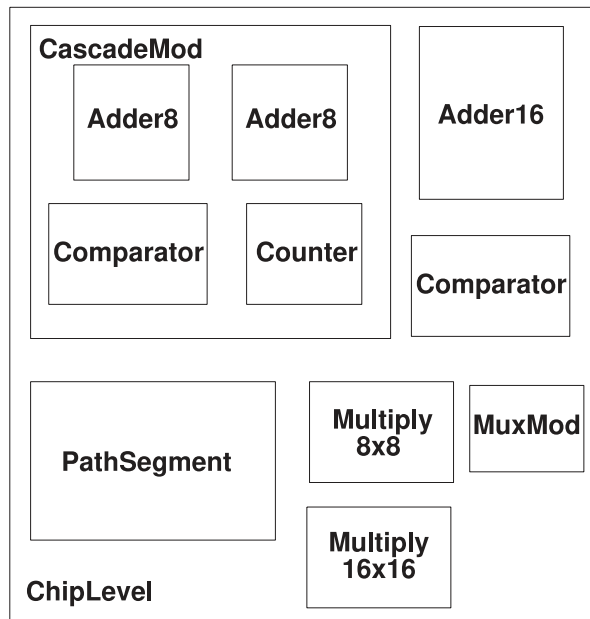 CascadeMod
Adder8
Adder8
Adder16
Comparator
Counter
Comparator
PathSegment
Multiply
8x8
MuxMod
Multiply
16x16
ChipLevel